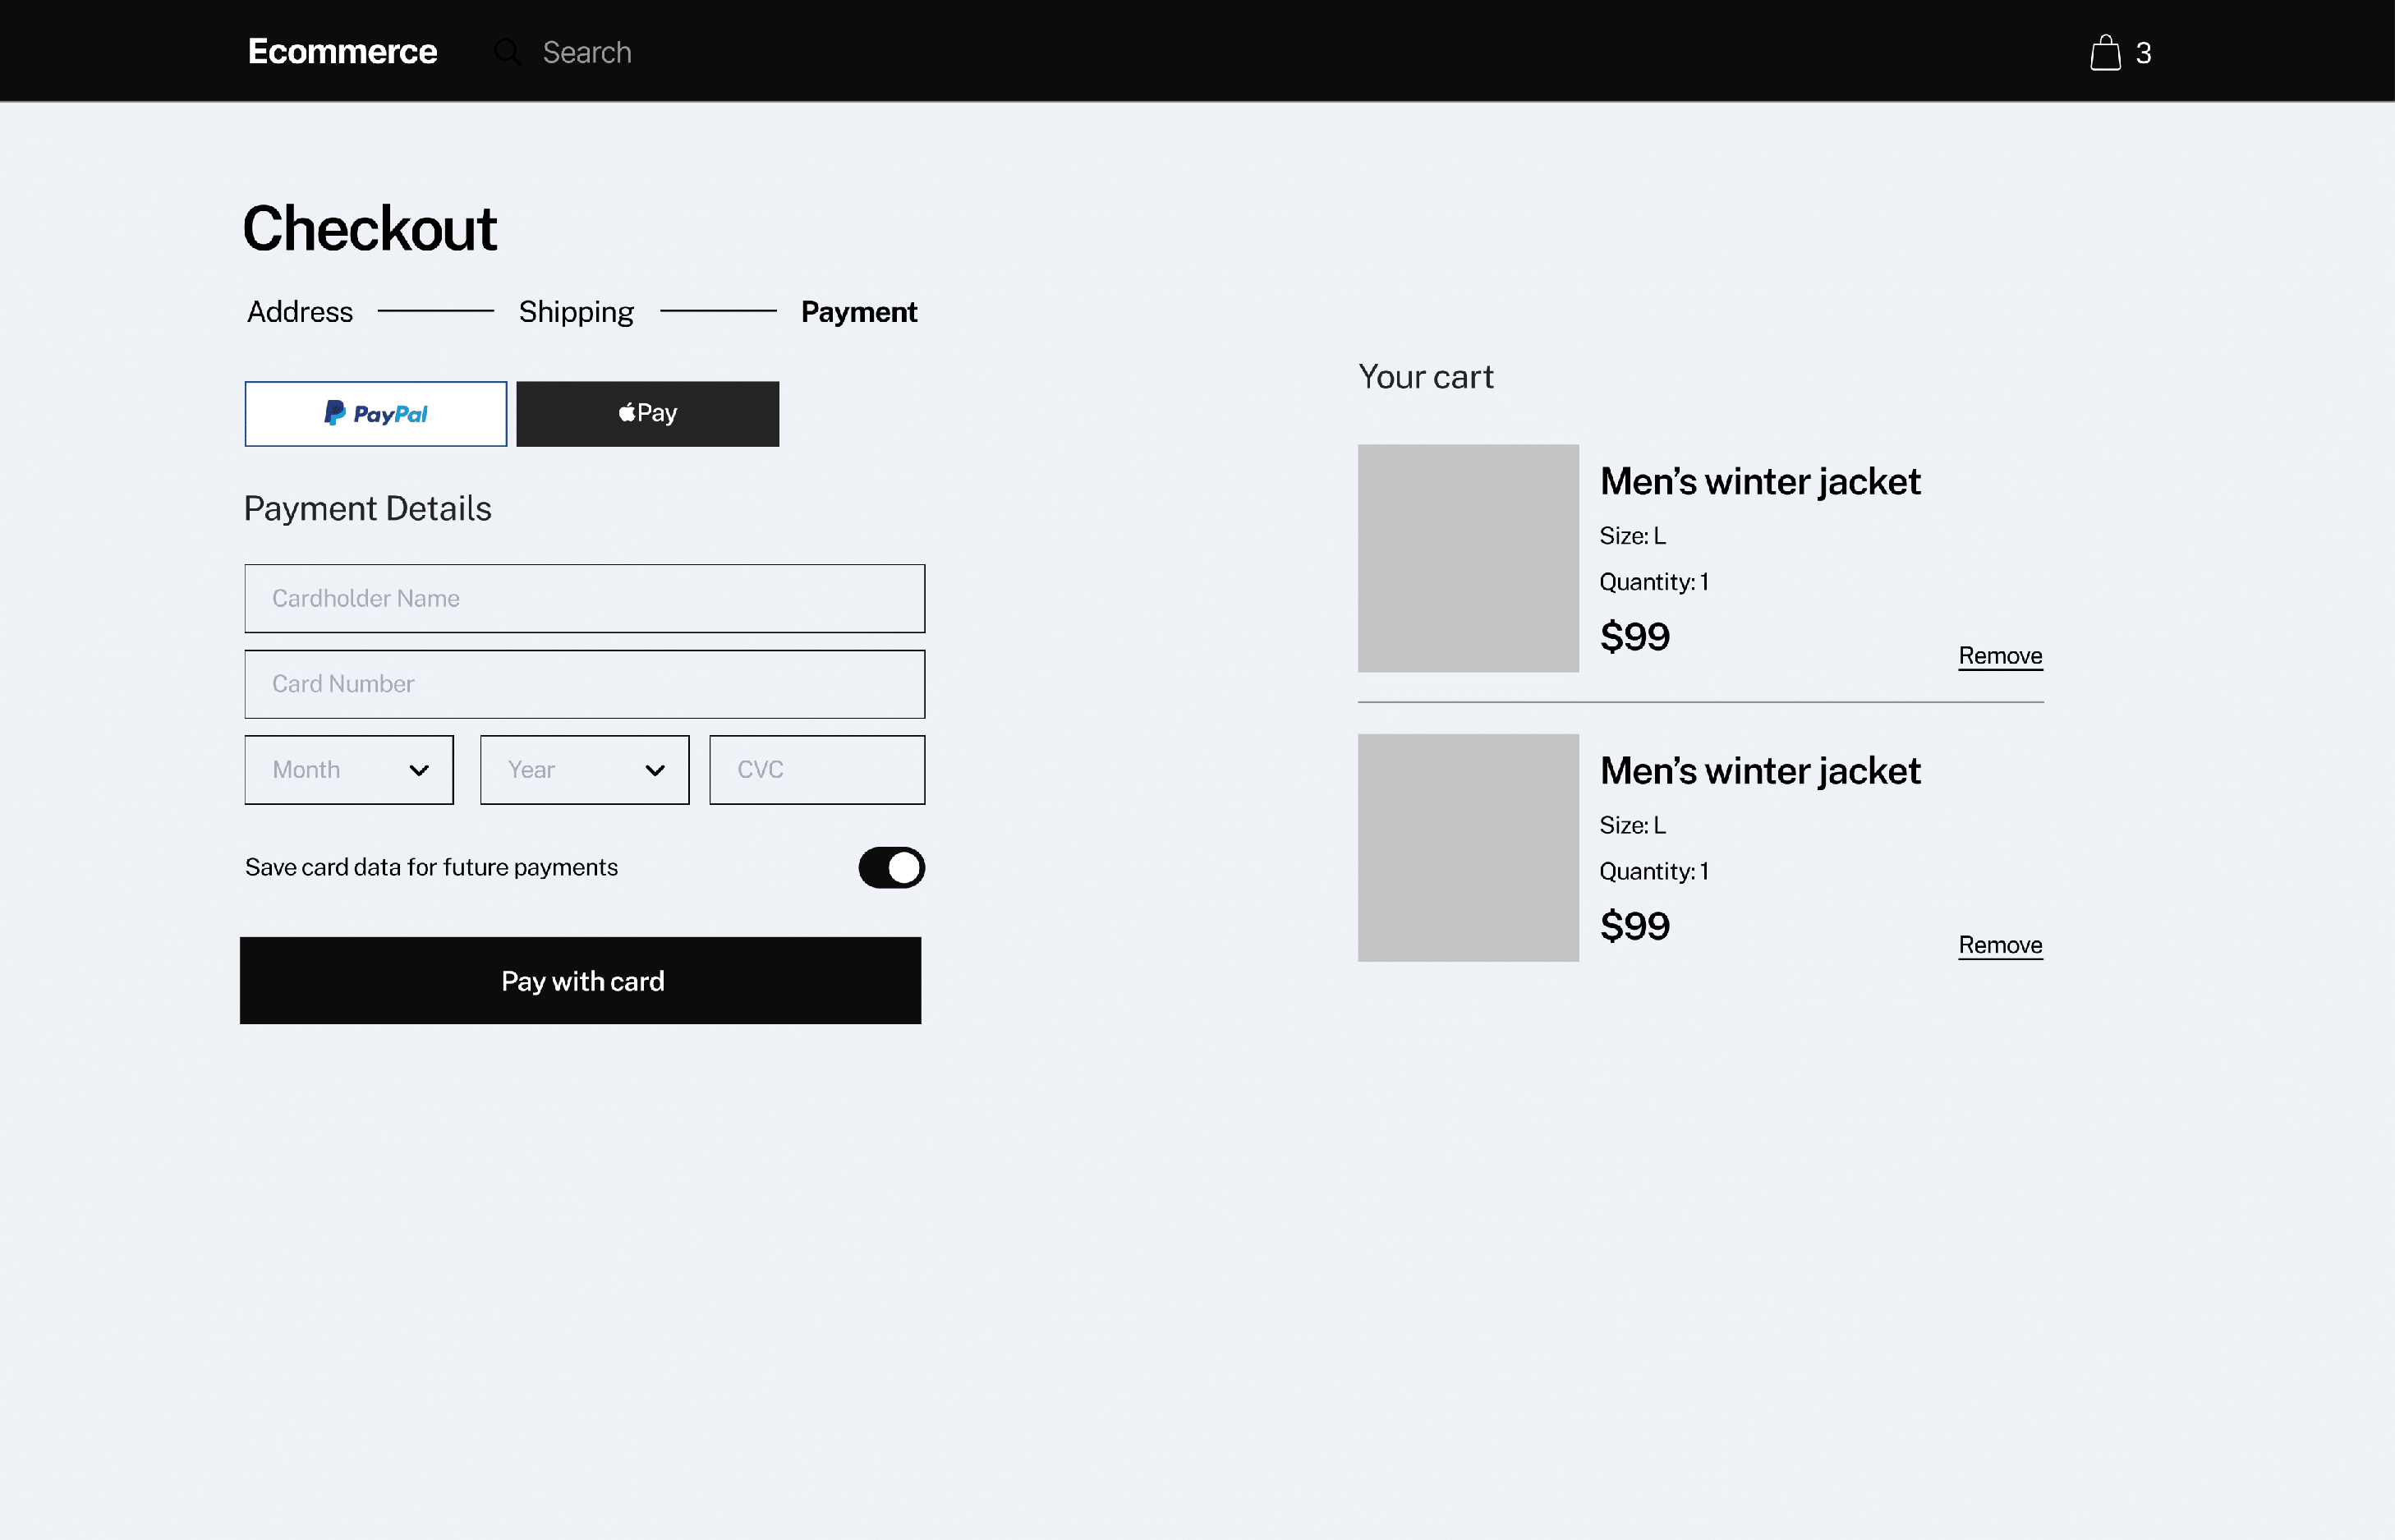 Ecommerce Search 3
Checkout
Address Shipping Payment
PayPal Pay
Payment Details
Cardholder Name
Card Number
Month Year CVC
Save card data for future payments
Pay with card
Your cart
Men’s winter jacket
Size: L
Quantity: 1
$99
Remove
Men’s winter jacket
Size: L
Quantity: 1
$99
Remove